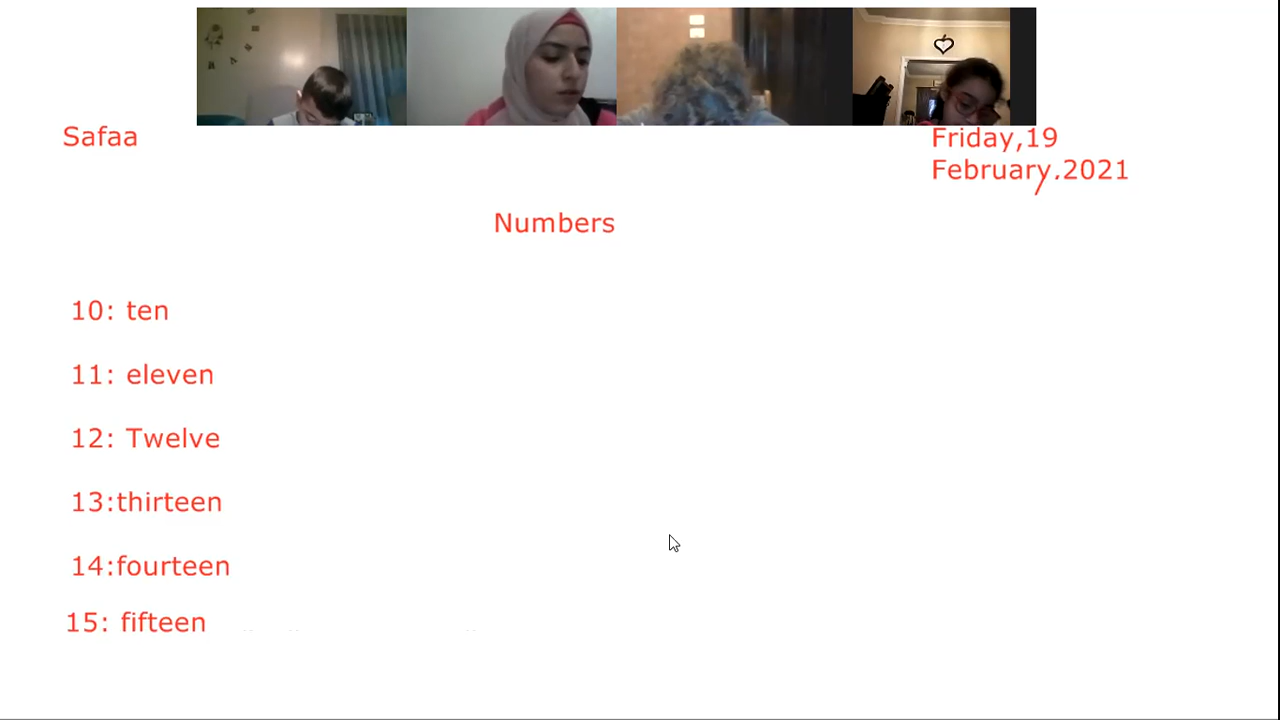 Safaa
Friday,19
February.2021
Numbers
10: ten
11: eleven
12: Twelve
13:thirteen
14:fourteen
15: fifteen